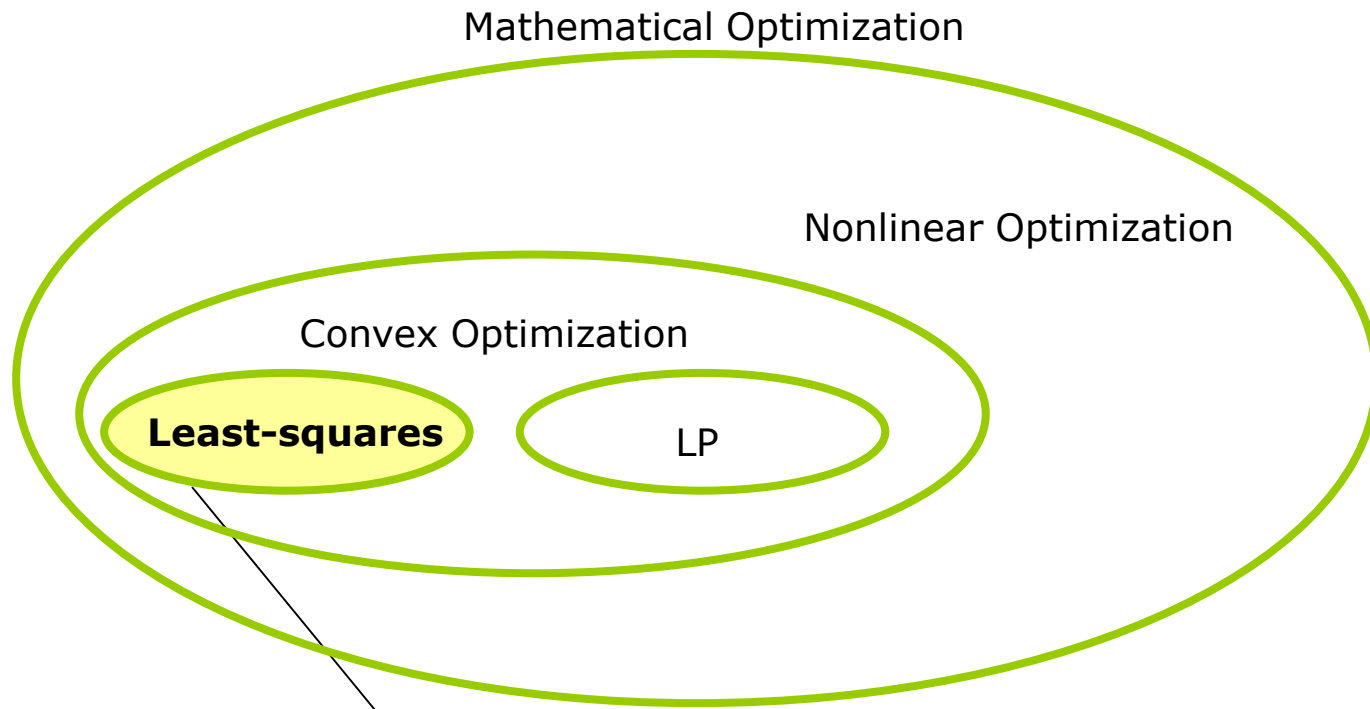 Mathematical Optimization
Nonlinear Optimization
Convex Optimization
Least-squares
LP